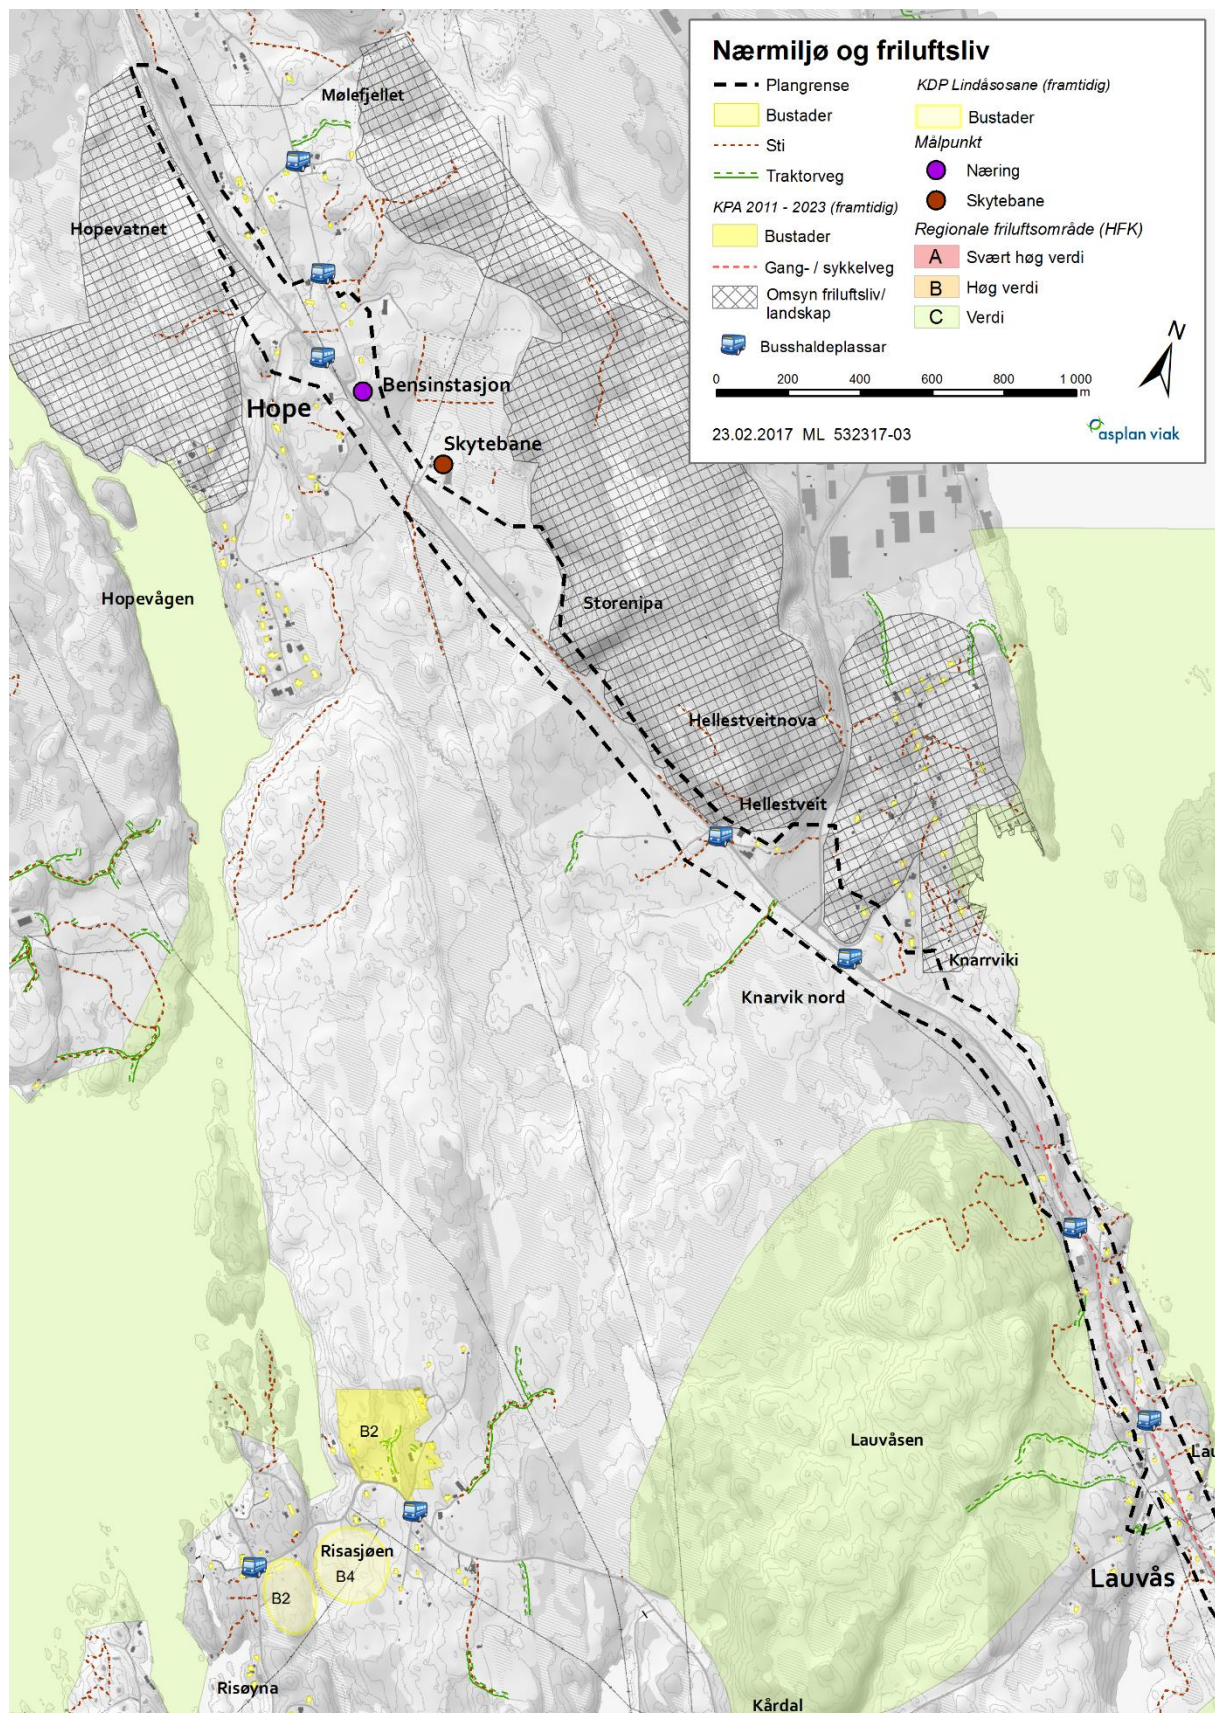 Nærmiljø og friluftsliv
Plangrense
Bustader
Sti
Traktorveg
KPA 2011 - 2023 (framtidig)
Bustader
Gang- / sykkelveg
Omsyn friluftsliv/
landskap
Busshaldeplassar
KDP Lindåsosane (framtidig)
Bustader
Målpunkt
Næring
Skytebane
Regionale friluftsområde (HFK)
A Svært høg verdi
B Høg verdi
C Verdi
N
0 200 400 600 800 1 000
m
23.02.2017 ML 532317-03
asplan viak
Mølefjellet
Hopevatnet
Bensinstasjon
Hope
Skytebane
Hopevågen
Storenipa
Hellestveitnova
Hellestveit
Knarrviki
Knarvik nord
B2
Lauvåsen
Lau
Risasjøen
B4
B2
Lauvås
Risøyna
Kårdal